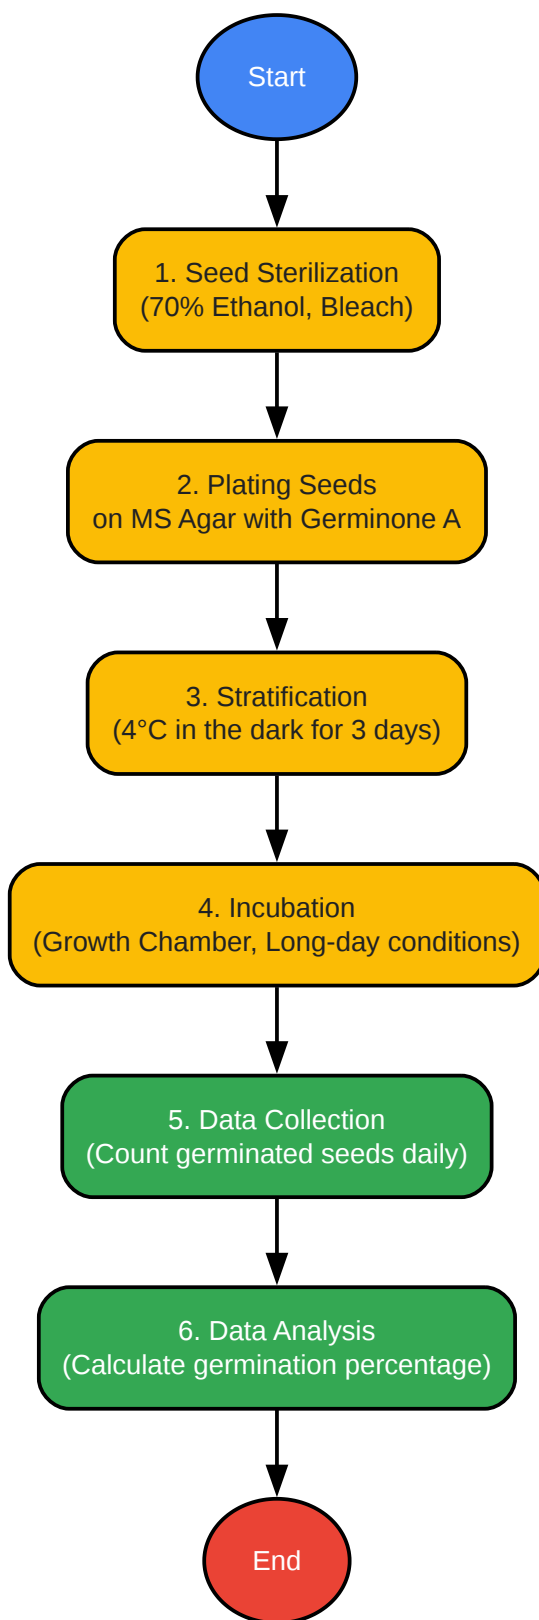 Start
1. Seed Sterilization
(70% Ethanol, Bleach)
2. Plating Seeds
on MS Agar with Germinone A
3. Stratification
(4°C in the dark for 3 days)
4. Incubation
(Growth Chamber, Long-day conditions)
5. Data Collection
(Count germinated seeds daily)
6. Data Analysis
(Calculate germination percentage)
End